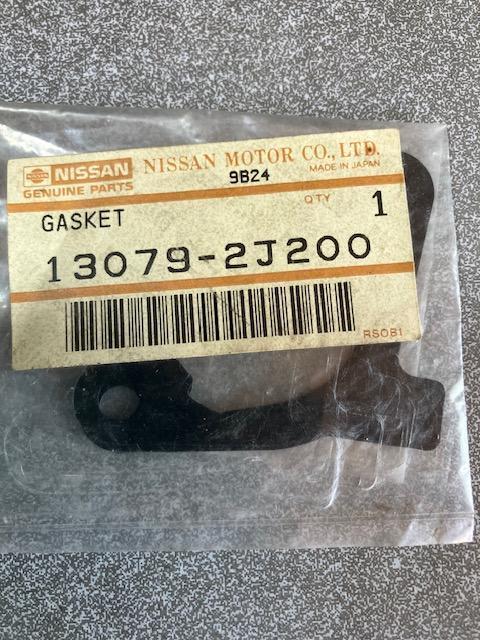 NISSAN NISSAN MOTOR CO., LTD.
GENUINE PARTS 9B24 MADE IN JAPAN
GASKET QTY 1
13079-2J200
RSOB1